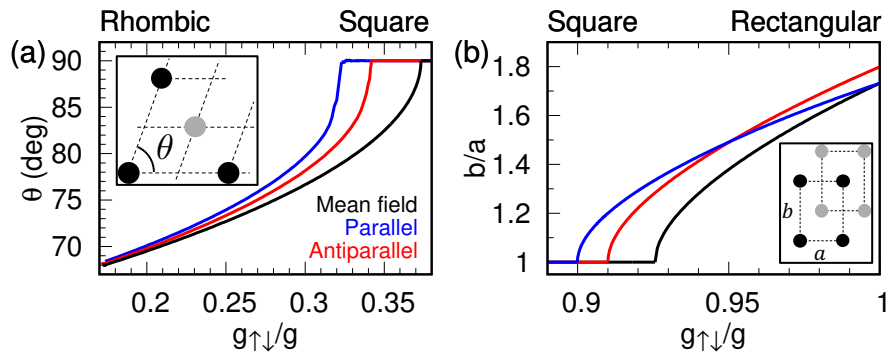 (a)
Rhombic
Square
θ (deg)
90
85
80
75
70
θ
Mean field
Parallel
Antiparallel
0.2
0.25
0.3
0.35
g↑↓/g
(b)
Square
Rectangular
b/a
1.8
1.6
1.4
1.2
1
b
a
0.9
0.95
1
g↑↓/g